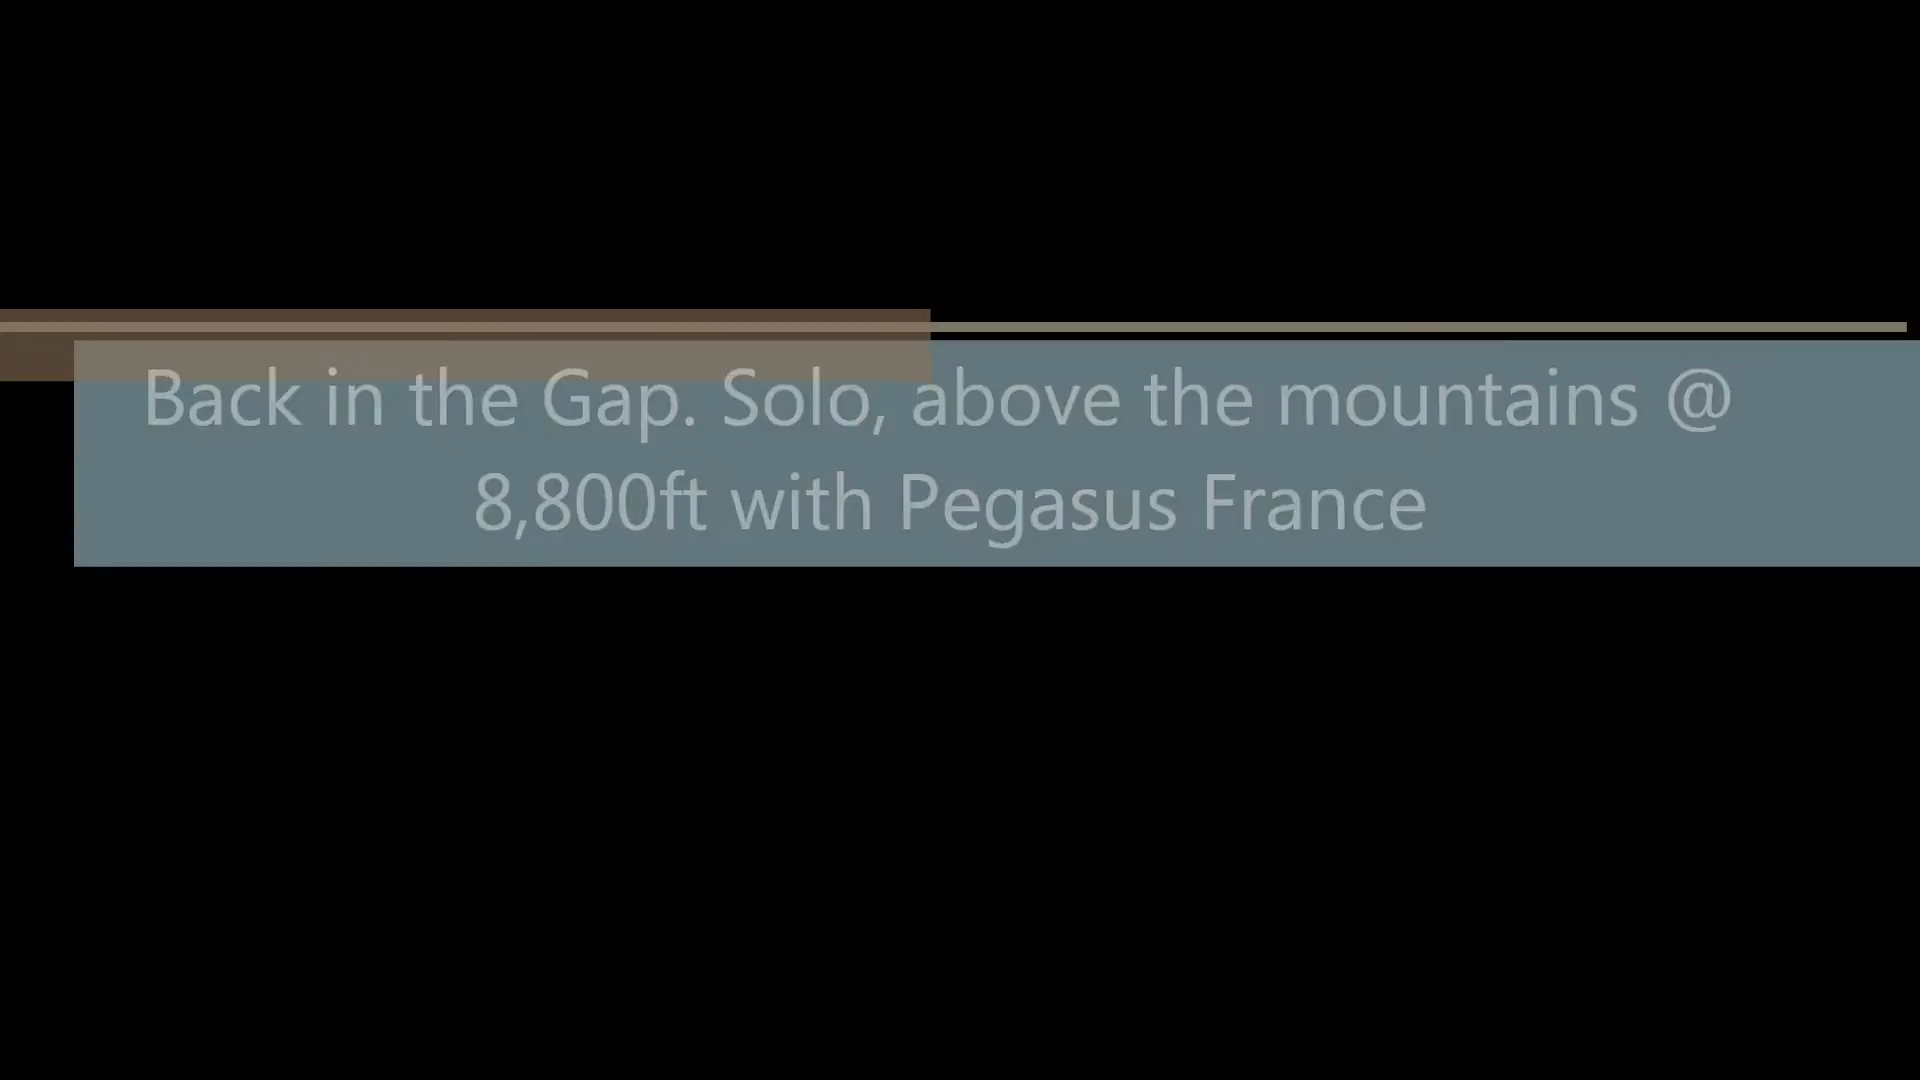 Back in the Gap. Solo, above the mountains @
8,800ft with Pegasus France